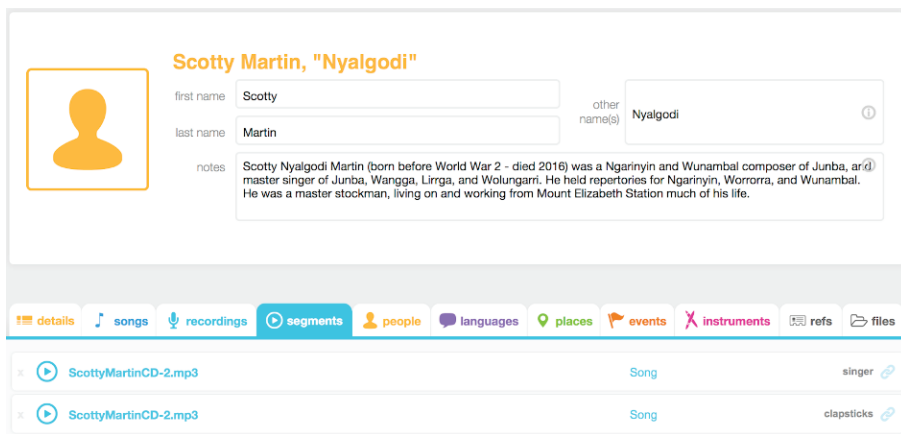 Scotty Martin, "Nyalgodi"
first name Scotty
other name(s) Nyalgodi
last name Martin
notes Scotty Nyalgodi Martin (born before World War 2 - died 2016) was a Ngarinyin and Wunambal composer of Junba, and
master singer of Junba, Wangga, Lirrga, and Wolungarri. He held repertories for Ngarinyin, Worrorra, and Wunambal.
He was a master stockman, living on and working from Mount Elizabeth Station much of his life.
details songs recordings segments people languages places events instruments refs files
x ScottyMartinCD-2.mp3 Song singer
x ScottyMartinCD-2.mp3 Song clapsticks